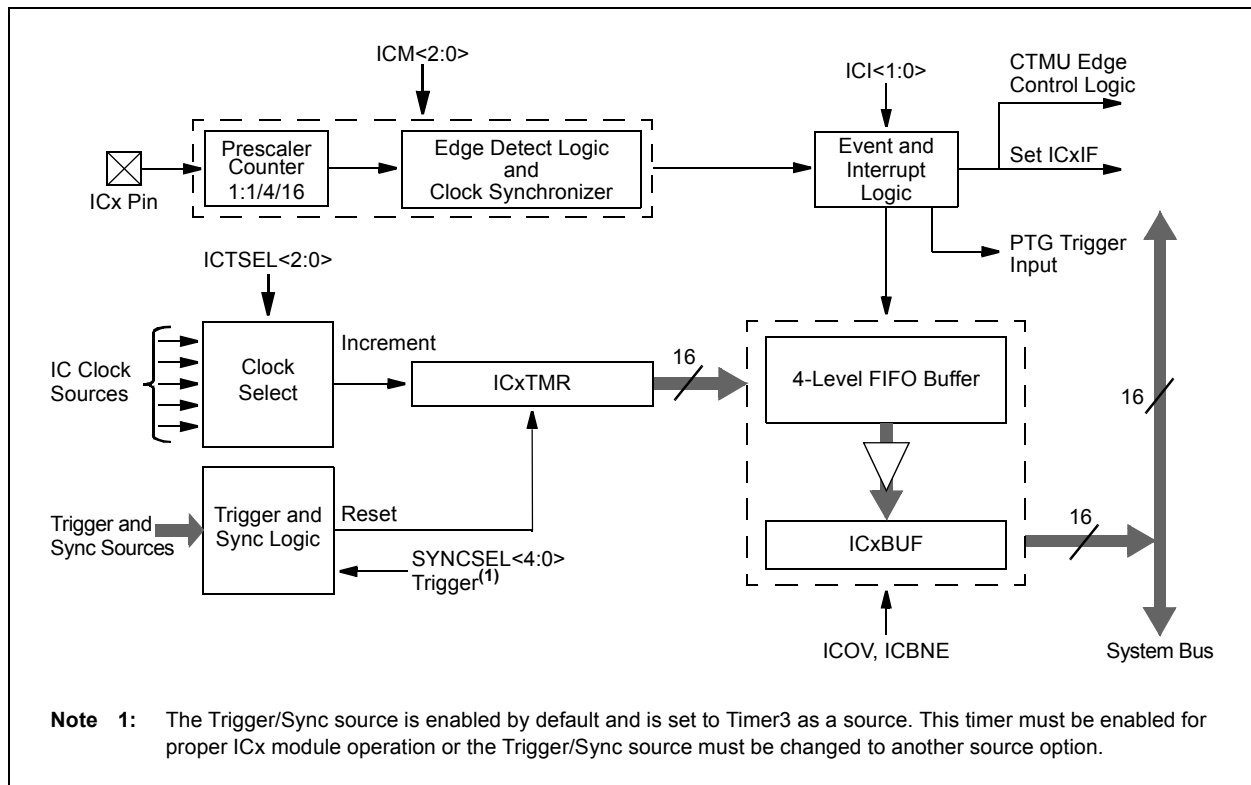 ICM<2:0>
ICI<1:0>
CTMU Edge
Control Logic
Prescaler
Counter
1:1/4/16
Edge Detect Logic
and
Clock Synchronizer
Event and
Interrupt
Logic
Set ICxIF
ICx Pin
PTG Trigger
Input
ICTSEL<2:0>
IC Clock
Sources
Clock
Select
Increment
ICxTMR
16
4-Level FIFO Buffer
16
Trigger and
Sync Sources
Trigger and
Sync Logic
Reset
SYNCSEL<4:0>
Trigger(1)
ICxBUF
16
ICOV, ICBNE
System Bus
Note 1: The Trigger/Sync source is enabled by default and is set to Timer3 as a source. This timer must be enabled for
proper ICx module operation or the Trigger/Sync source must be changed to another source option.